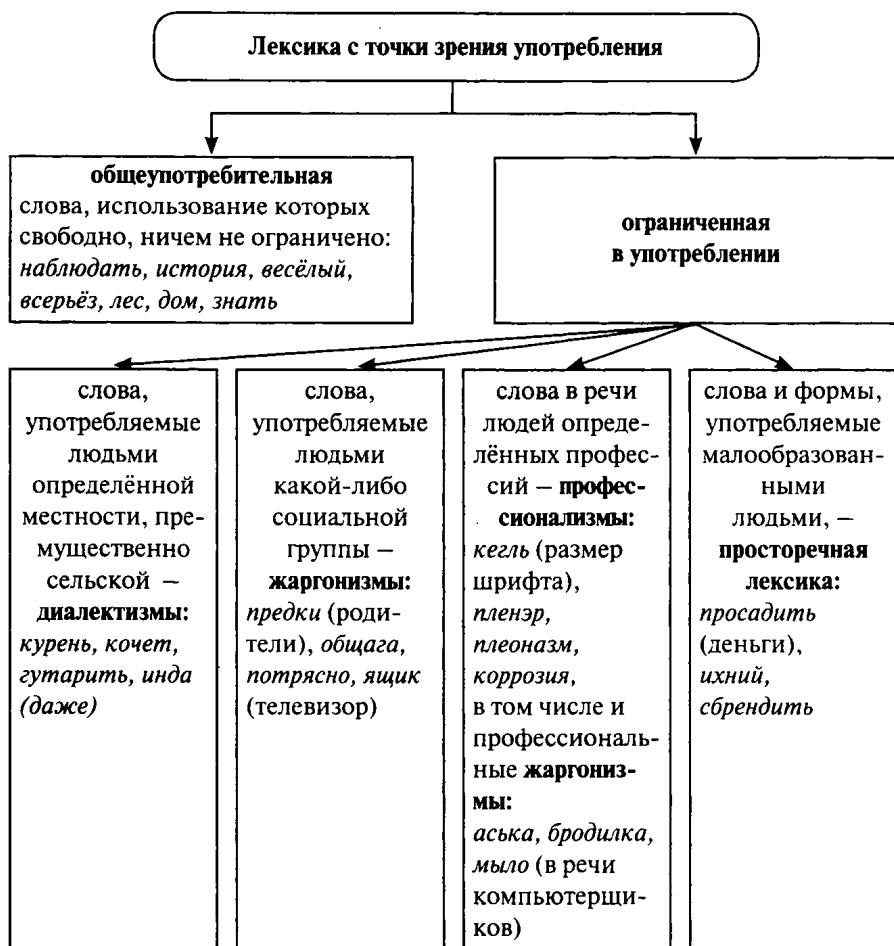 Лексика с точки зрения употребления
общеупотребительная
слова, использование которых
свободно, ничем не ограничено:
наблюдать, история, весёлый,
всерьёз, лес, дом, знать
ограниченная
в употреблении
слова,
употребляемые
людьми
определённой
местности, пре-
имущественно
сельской –
диалектизмы:
курень, кочет,
гутарить, инда
(даже)
слова,
употребляемые
людьми
какой-либо
социальной
группы –
жаргонизмы:
предки (роди-
тели), общага,
потрясно, ящик
(телевизор)
слова в речи
людей опреде-
лённых профес-
сий – профес-
сионализмы:
кегль (размер
шрифта),
пленэр,
плеоназм,
коррозия,
в том числе и
профессиональ-
ные жаргониз-
мы:
аська, бродилка,
мыло (в речи
компьютерщи-
ков)
слова и формы,
употребляемые
малообразован-
ными
людьми, –
просторечная
лексика:
просадить
(деньги),
ихний,
сбрендить